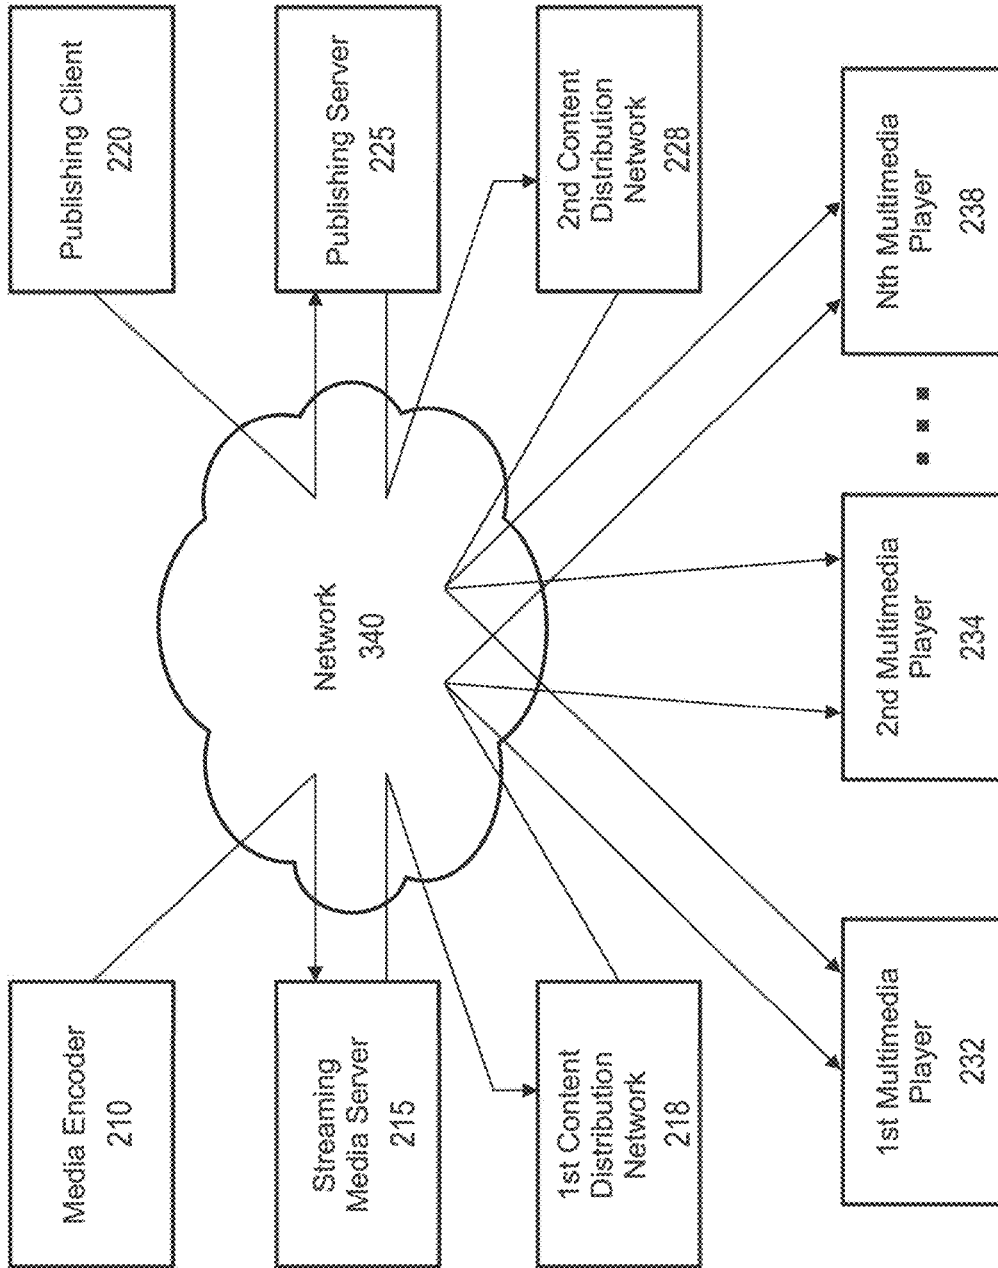 Media Encoder
210
Publishing Client
220
Streaming
Media Server
215
Network
340
Publishing Server
225
1st Content
Distribution
Network
218
2nd Content
Distribution
Network
228
1st Multimedia
Player
232
2nd Multimedia
Player
234
Nth Multimedia
Player
238